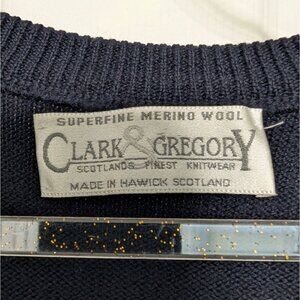 SUPERFINE MERINO WOOL
CLARK & GREGORY
SCOTLANDS FINEST KNITWEAR
MADE IN HAWICK SCOTLAND